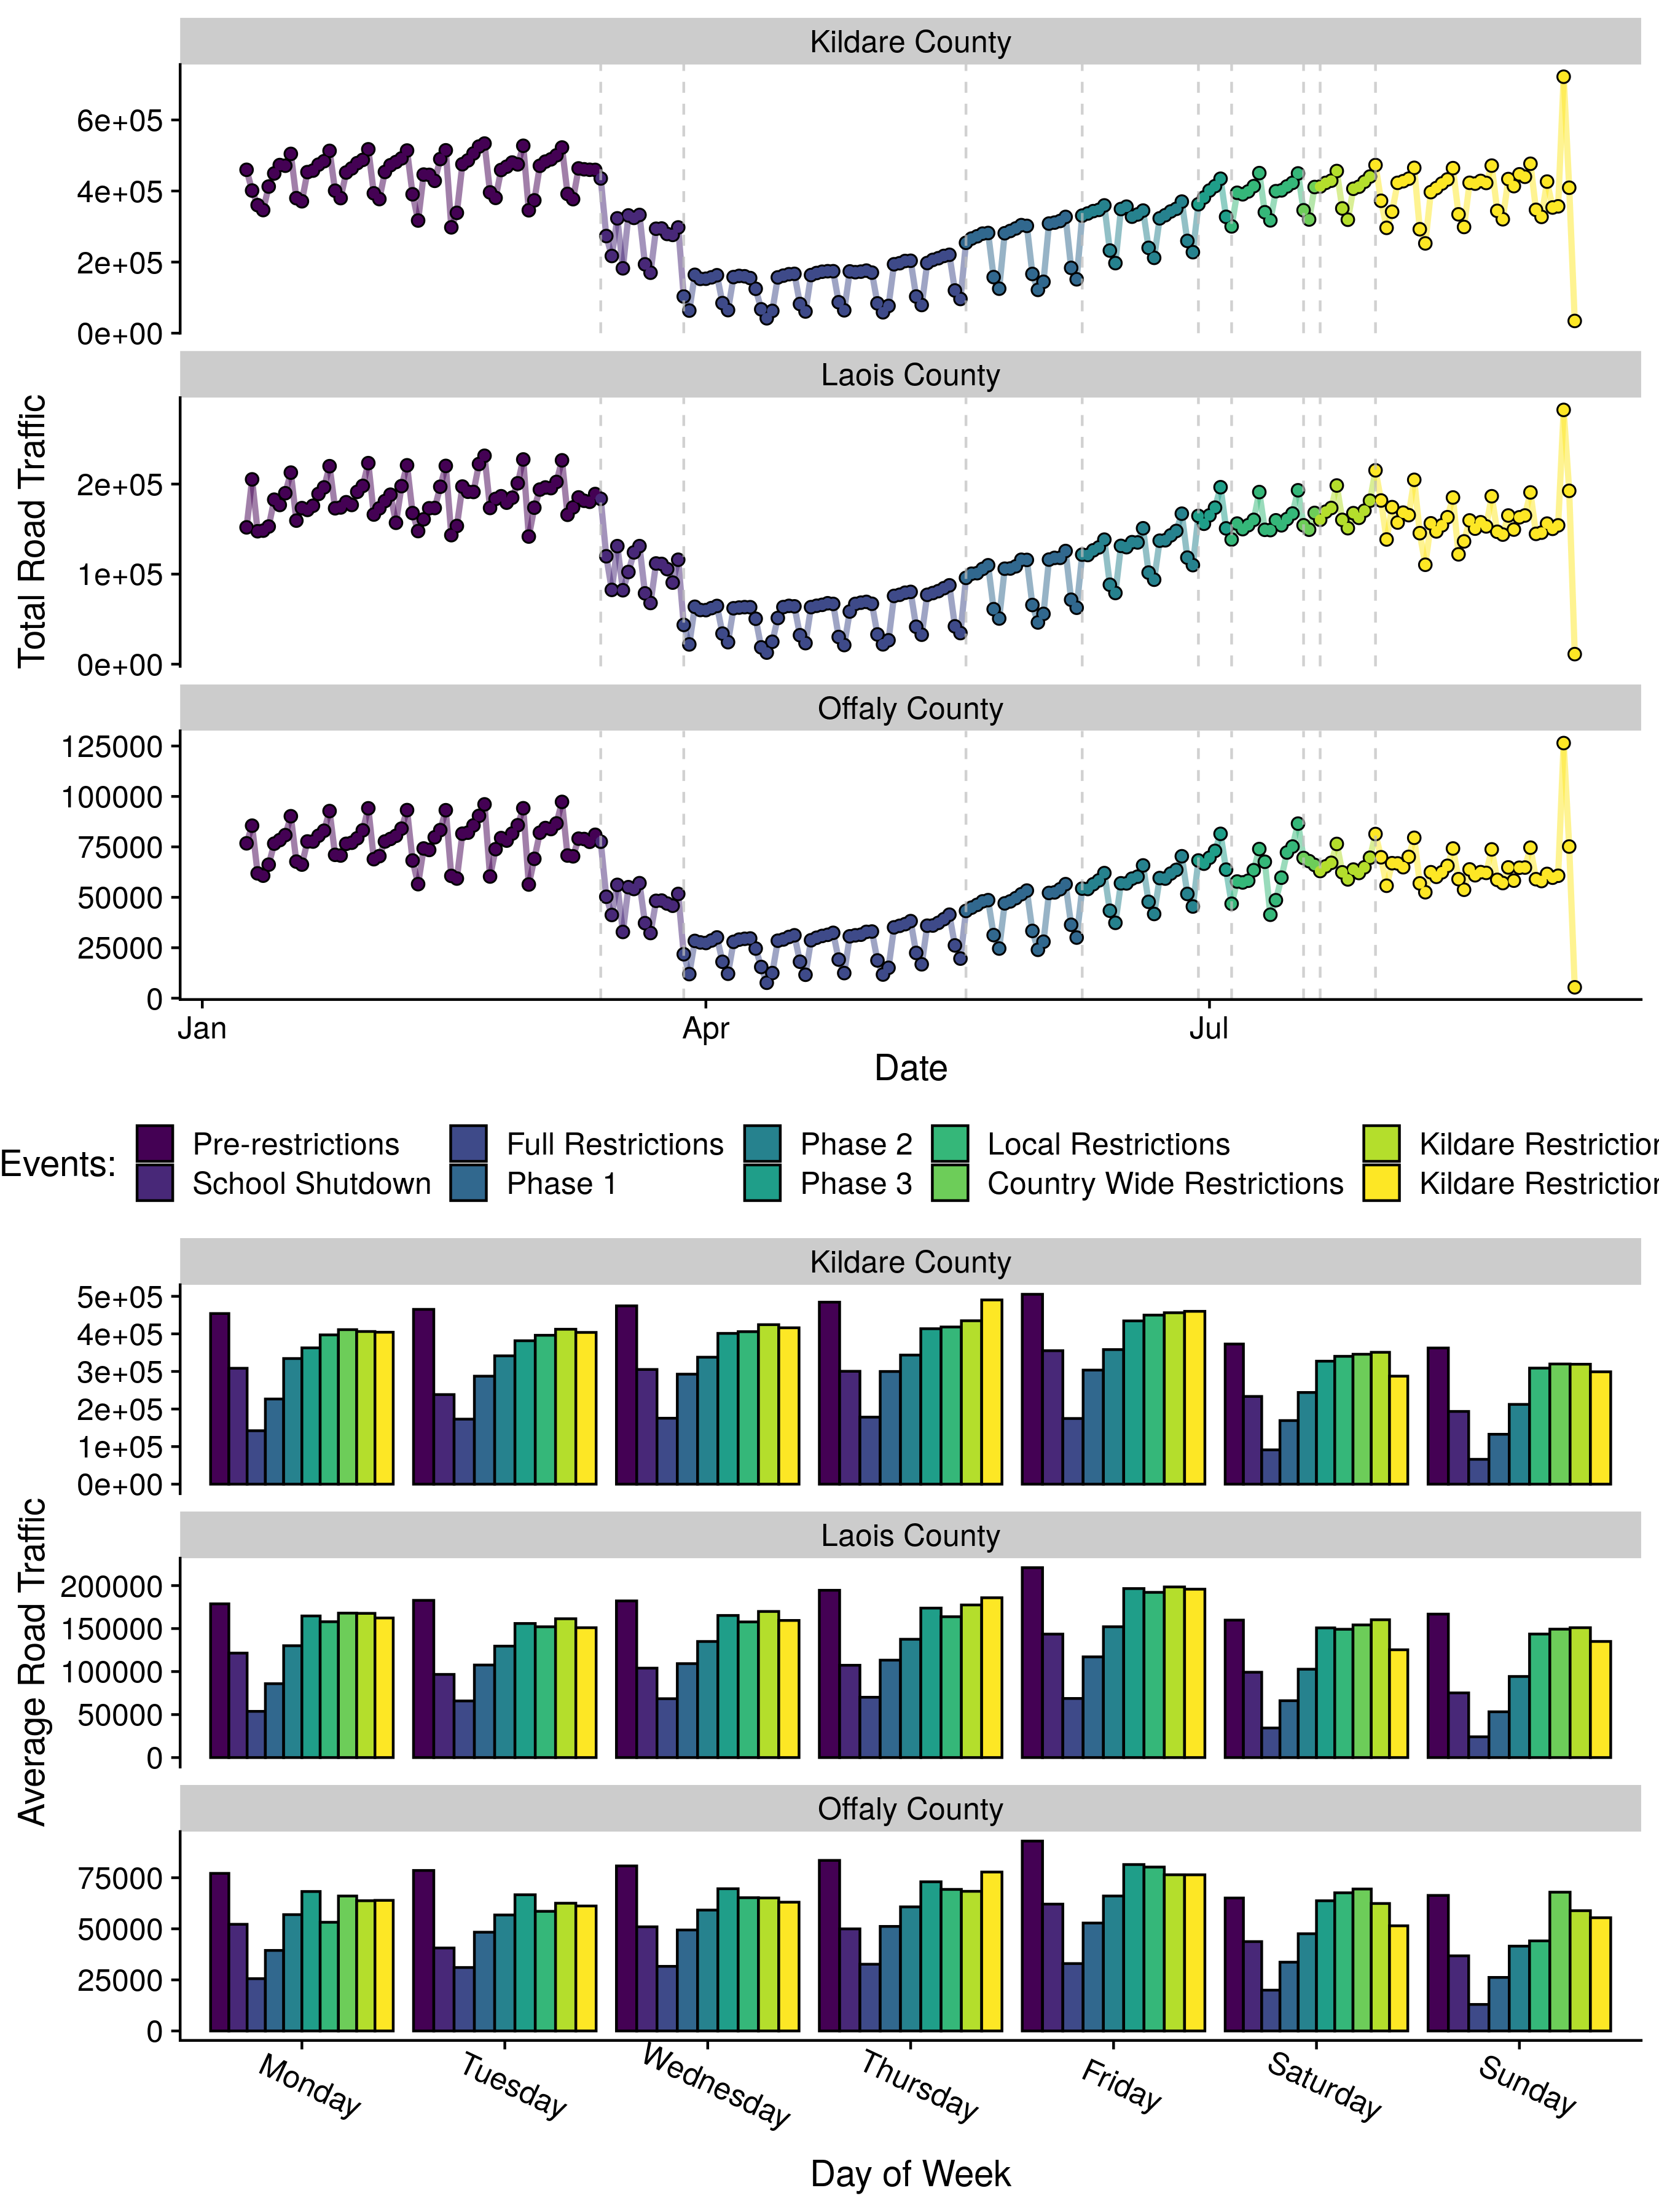 Kildare County
6e+05
4e+05
2e+05
0e+00
Laois County
2e+05
1e+05
0e+00
Offaly County
125000
100000
75000
50000
25000
0
Total Road Traffic
Jan
Apr
Jul
Date
Events:
Pre-restrictions
School Shutdown
Full Restrictions
Phase 1
Phase 2
Phase 3
Local Restrictions
Country Wide Restrictions
Kildare Restriction
Kildare Restriction
Kildare County
5e+05
4e+05
3e+05
2e+05
1e+05
0e+00
Laois County
200000
150000
100000
50000
0
Offaly County
75000
50000
25000
0
Average Road Traffic
Monday
Tuesday
Wednesday
Thursday
Friday
Saturday
Sunday
Day of Week